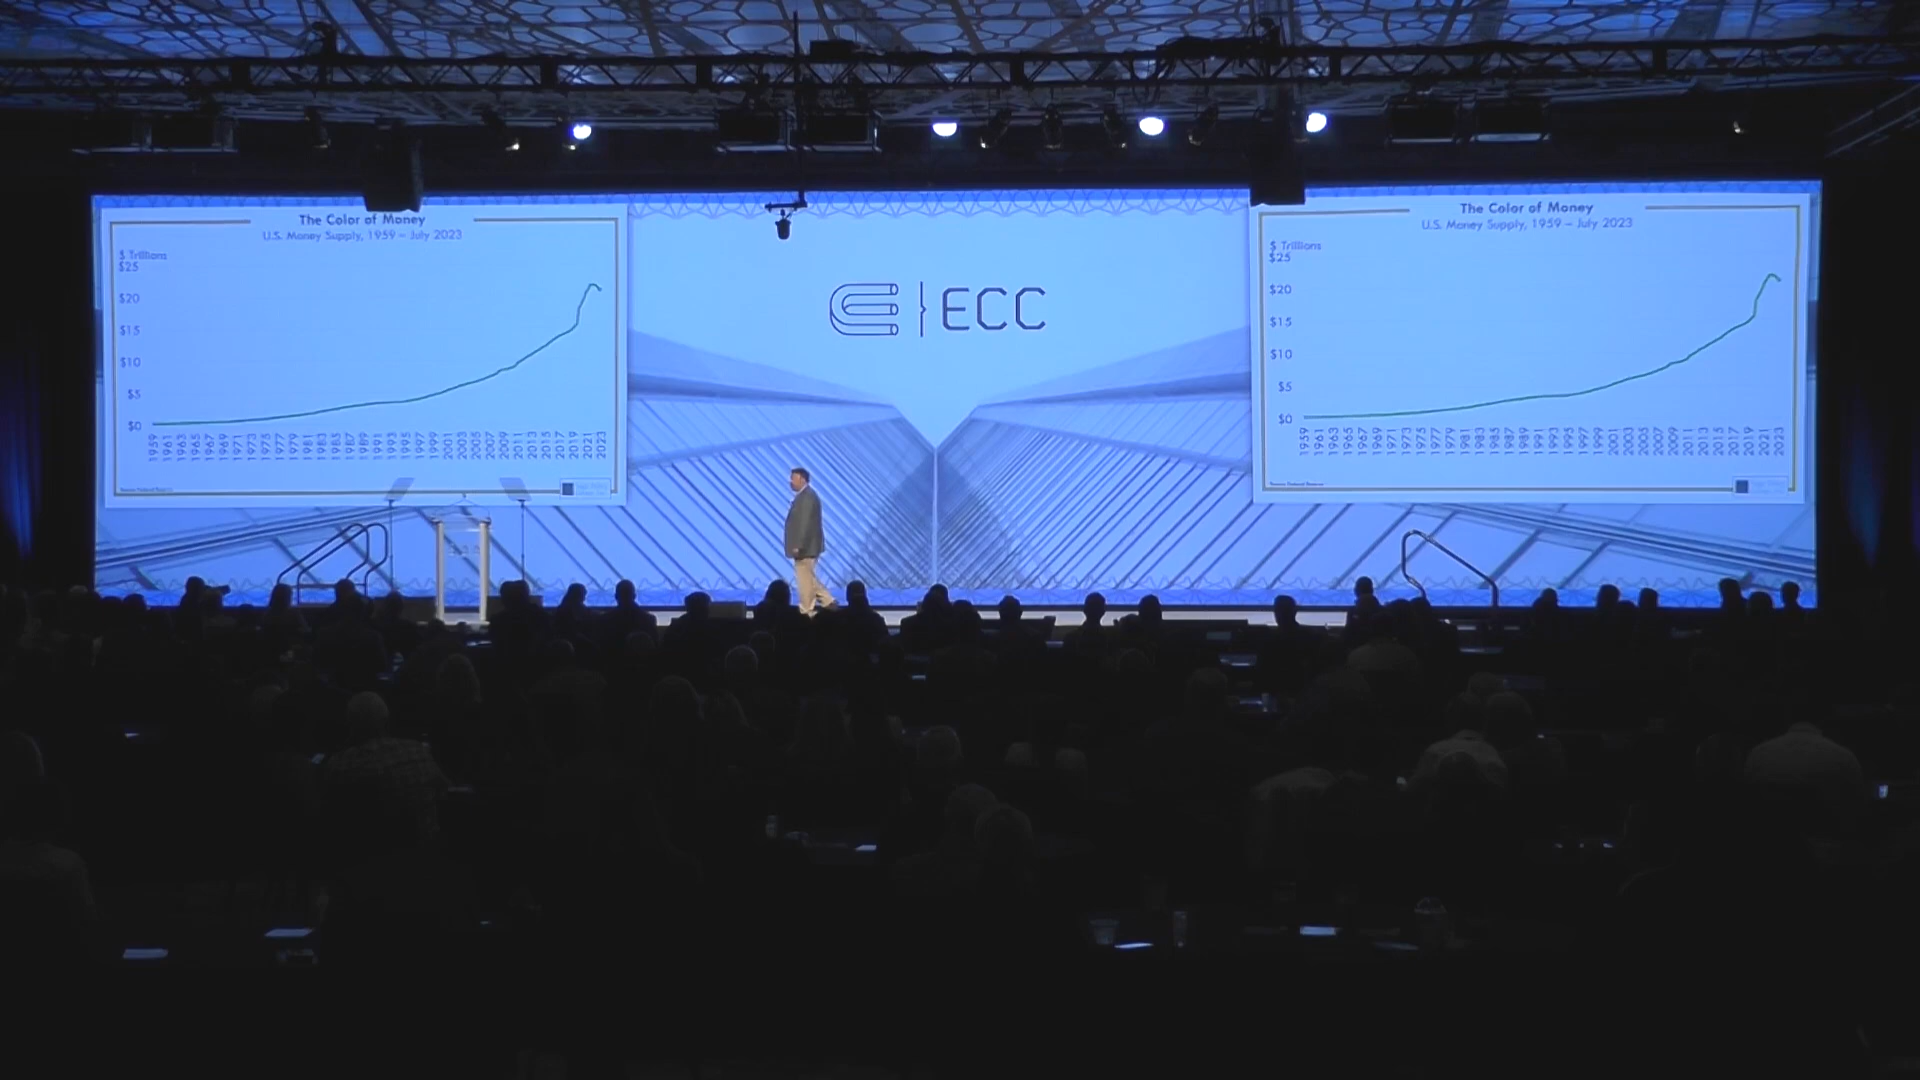 The Color of Money
U.S. Money Supply, 1959 – July 2023
$ Trillions
$25
$20
$15
$10
$5
$0
1959 1961 1963 1965 1967 1969 1971 1973 1975 1977 1979 1981 1983 1985 1987 1989 1991 1993 1995 1997 1999 2001 2003 2005 2007 2009 2011 2013 2015 2017 2019 2021 2023
ECC
The Color of Money
U.S. Money Supply, 1959 – July 2023
$ Trillions
$25
$20
$15
$10
$5
$0
1959 1961 1963 1965 1967 1969 1971 1973 1975 1977 1979 1981 1983 1985 1987 1989 1991 1993 1995 1997 1999 2001 2003 2005 2007 2009 2011 2013 2015 2017 2019 2021 2023
Source: Federal Reserve